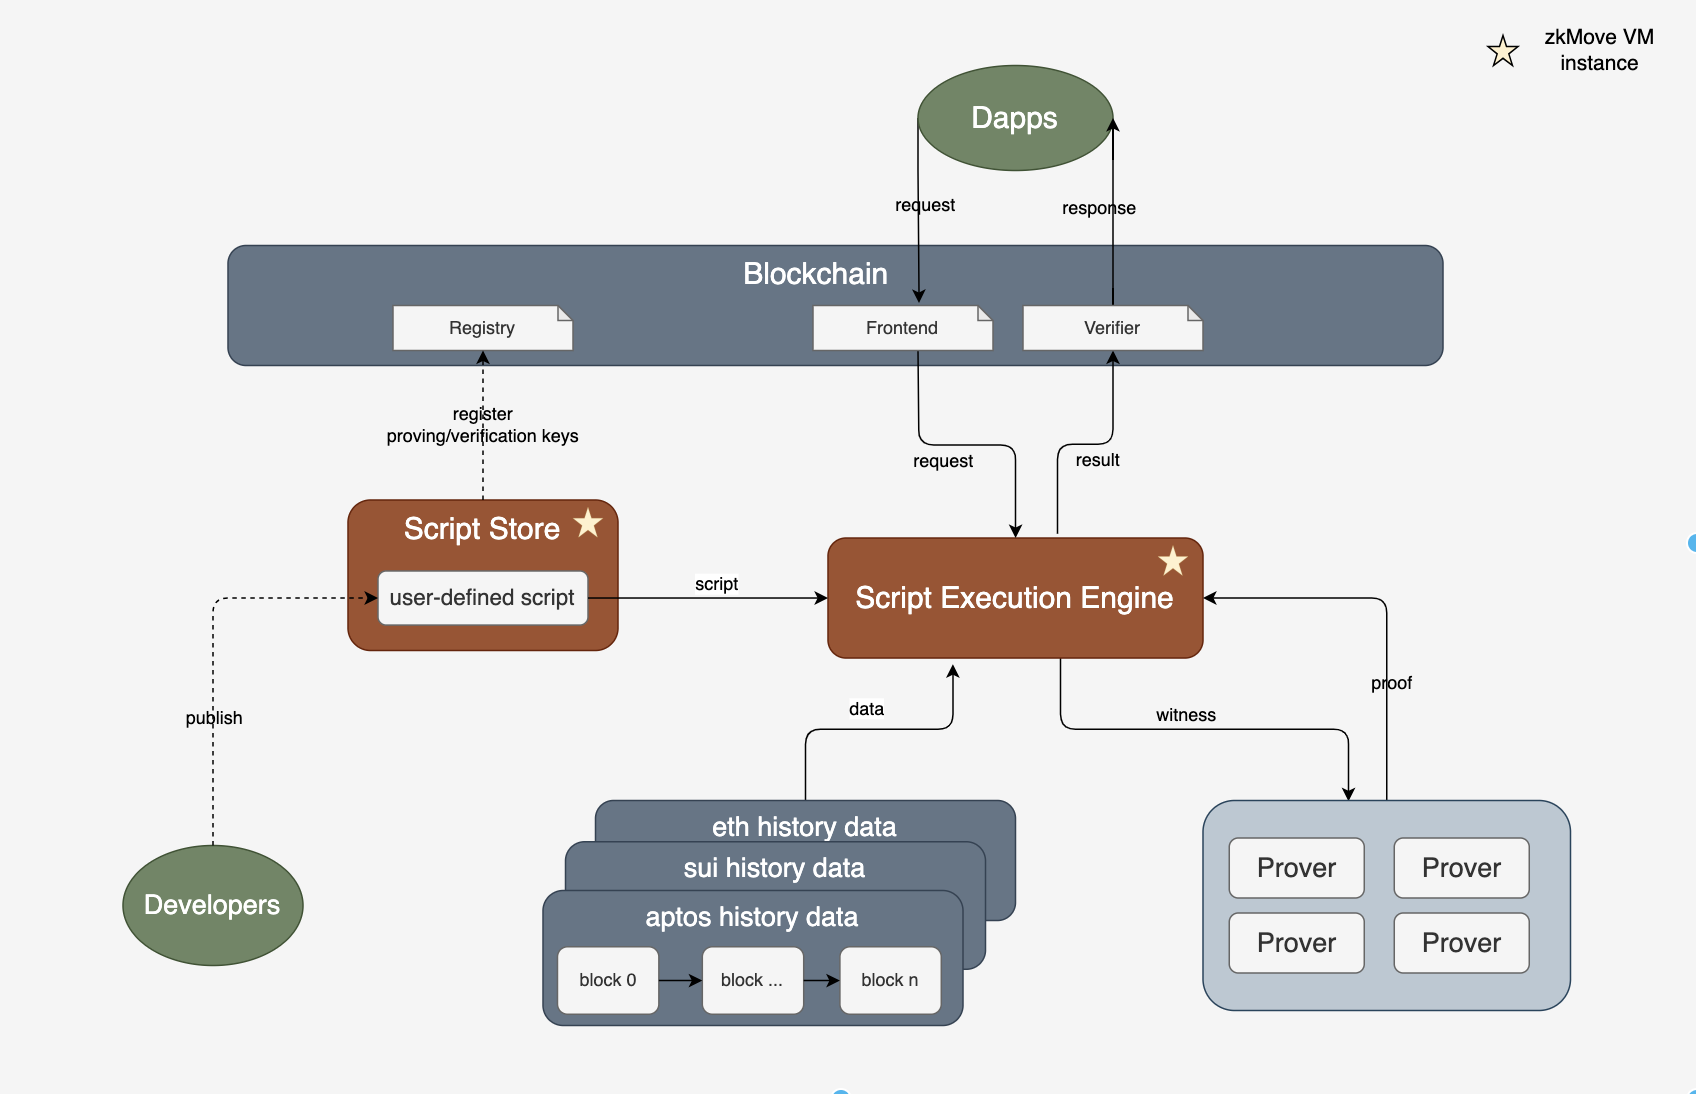 zkMove VM
instance
Dapps
request
response
Blockchain
Registry
Frontend
Verifier
register
proving/verification keys
request
result
Script Store
user-defined script
script
Script Execution Engine
publish
data
witness
proof
eth history data
sui history data
aptos history data
block 0
block ...
block n
Developers
Prover
Prover
Prover
Prover